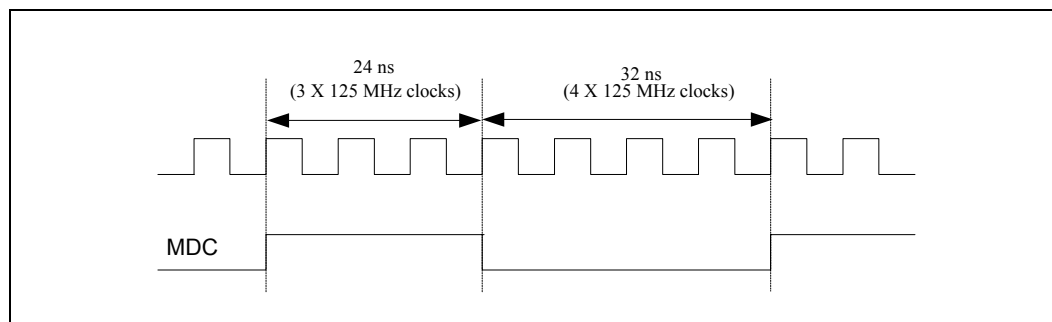 24 ns
(3 X 125 MHz clocks)
32 ns
(4 X 125 MHz clocks)
MDC